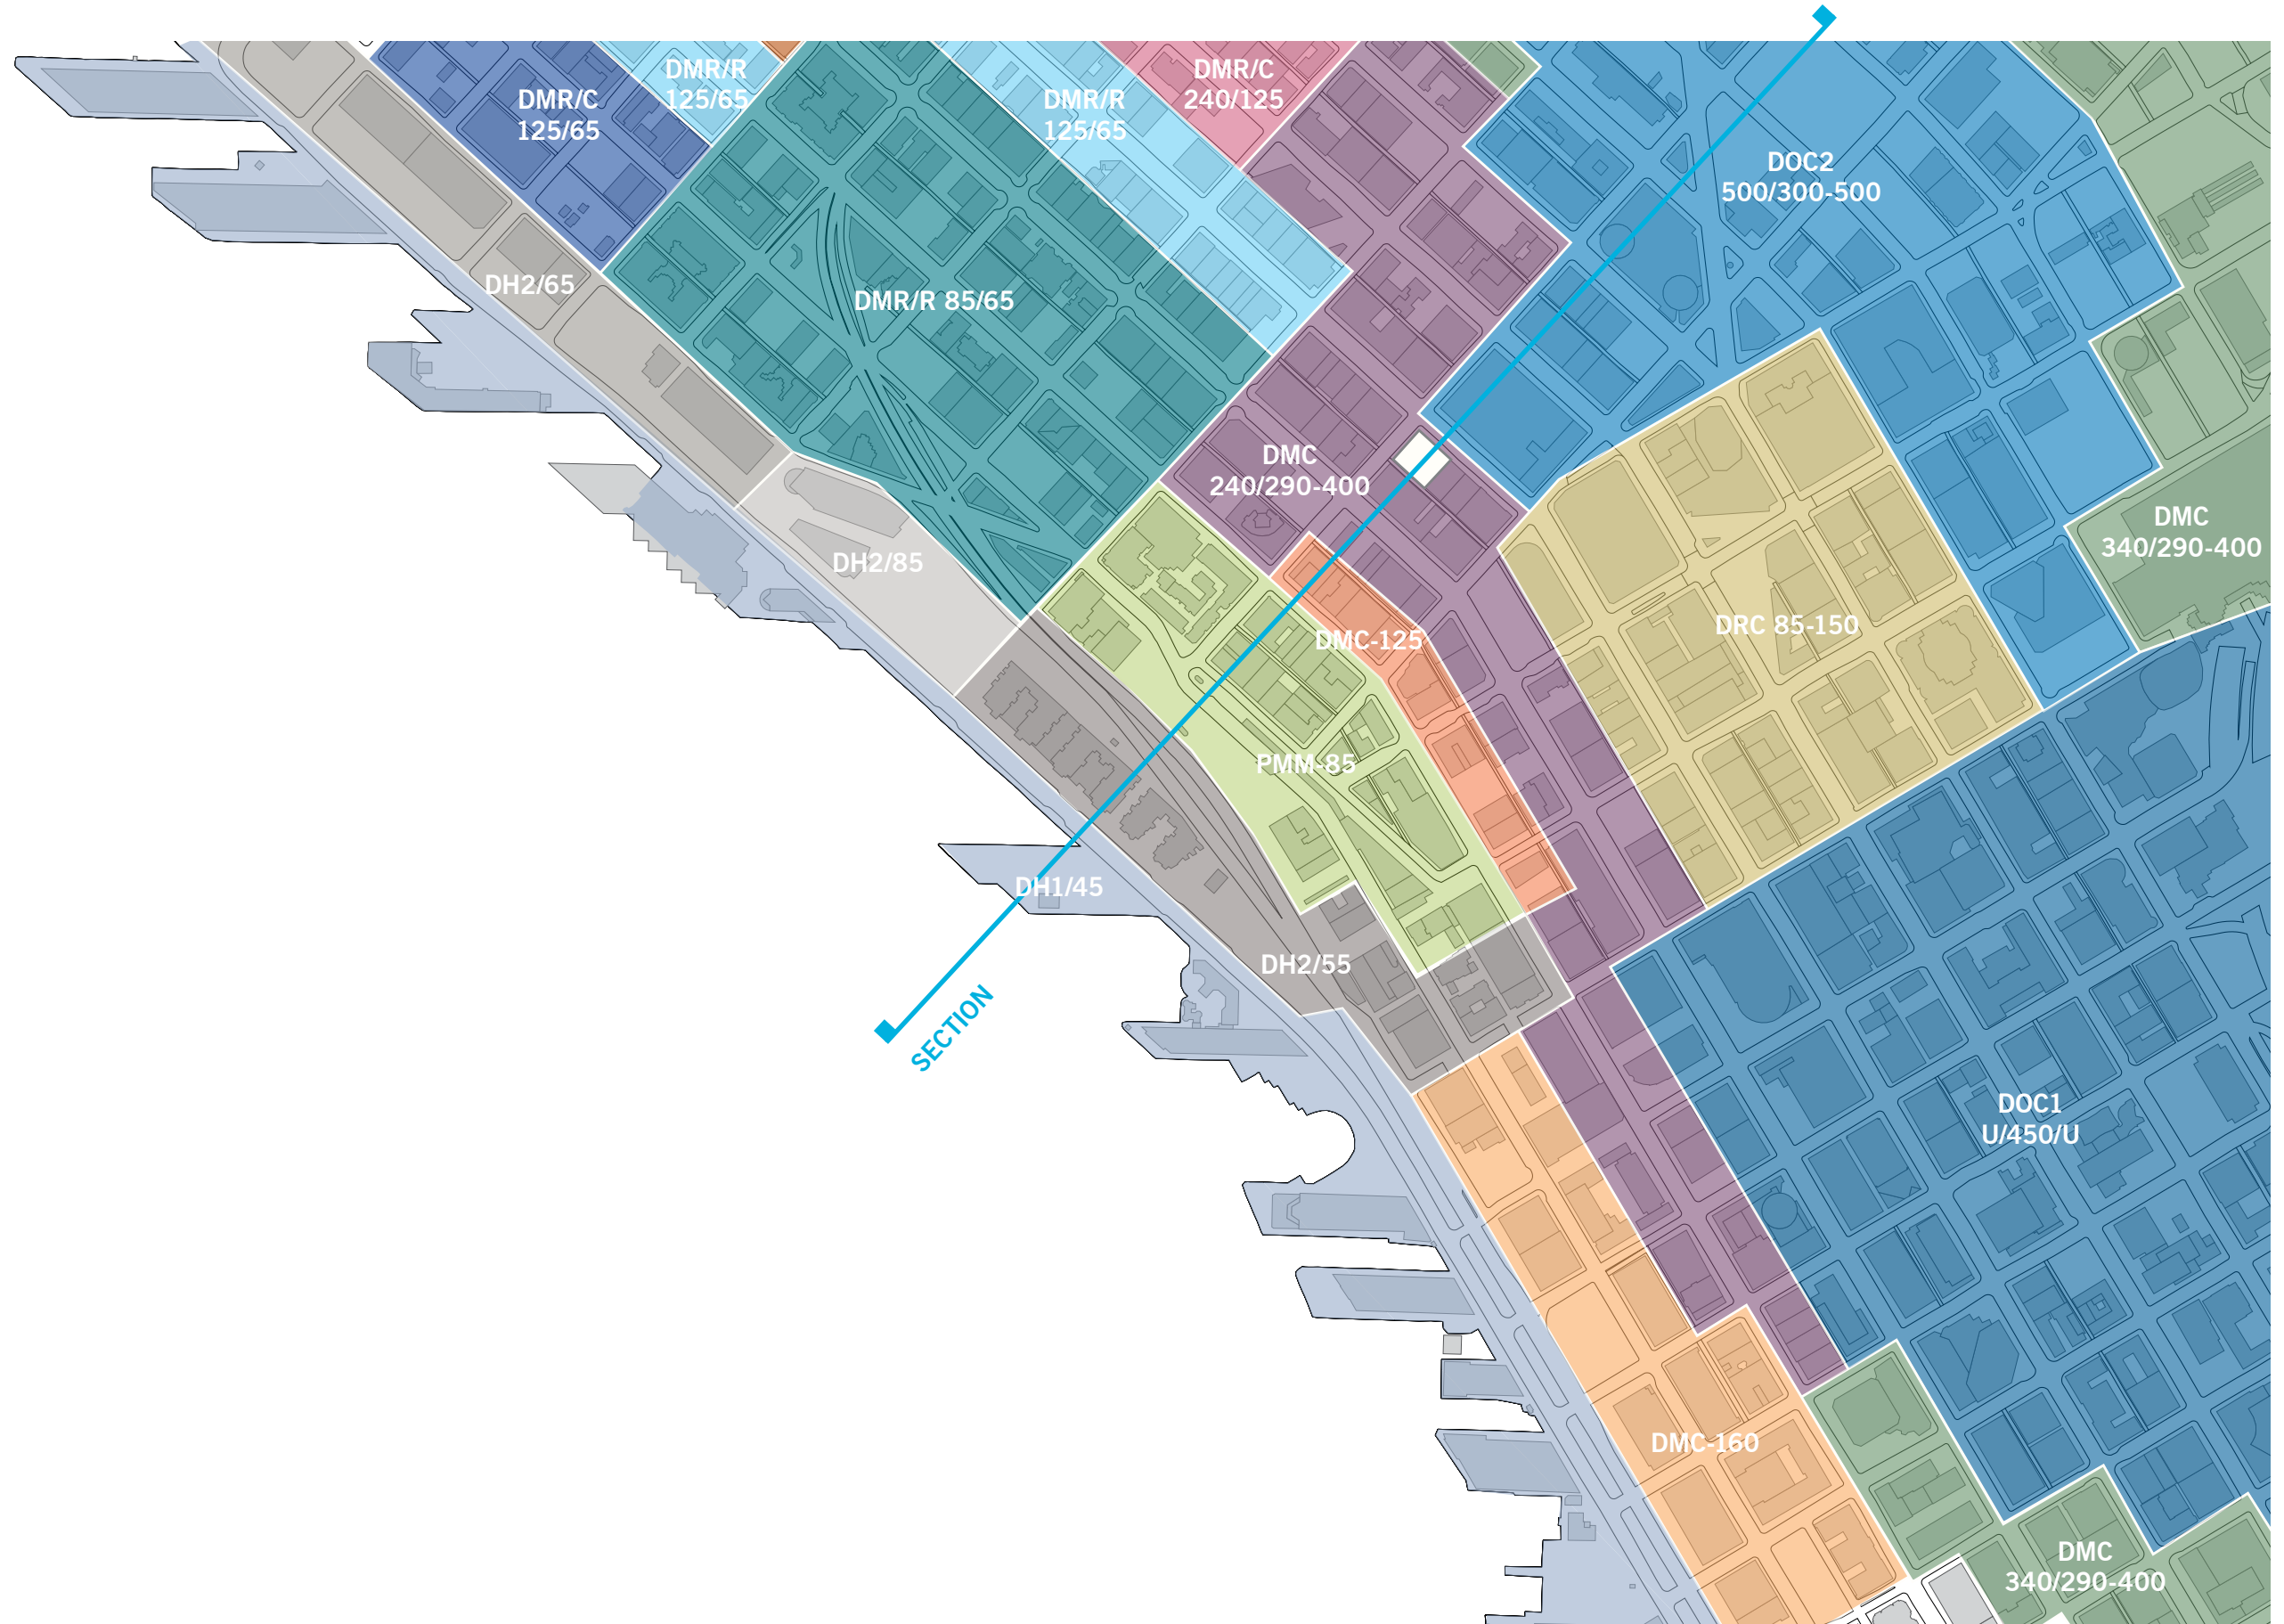 DMR/R
125/65
DMR/C
240/125
DMR/C
125/65
DMR/R
125/65
DOC2
500/300-500
DH2/65
DMR/R 85/65
DMC
240/290-400
DMC
340/290-400
DH2/85
DRC 85-150
DMC-125
PMM-85
DH1/45
DH2/55
SECTION
DOC1
U/450/U
DMC-160
DMC
340/290-400